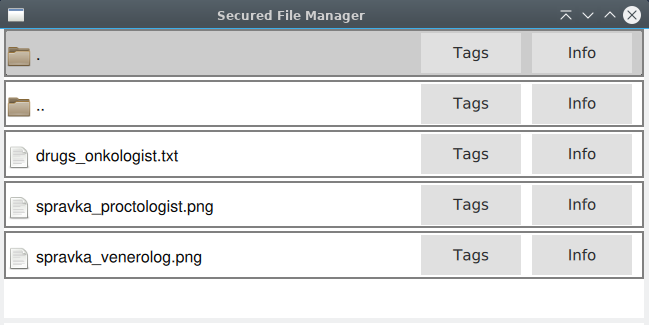 Secured File Manager
. Tags Info
.. Tags Info
drugs_onkologist.txt Tags Info
spravka_proctologist.png Tags Info
spravka_venerolog.png Tags Info